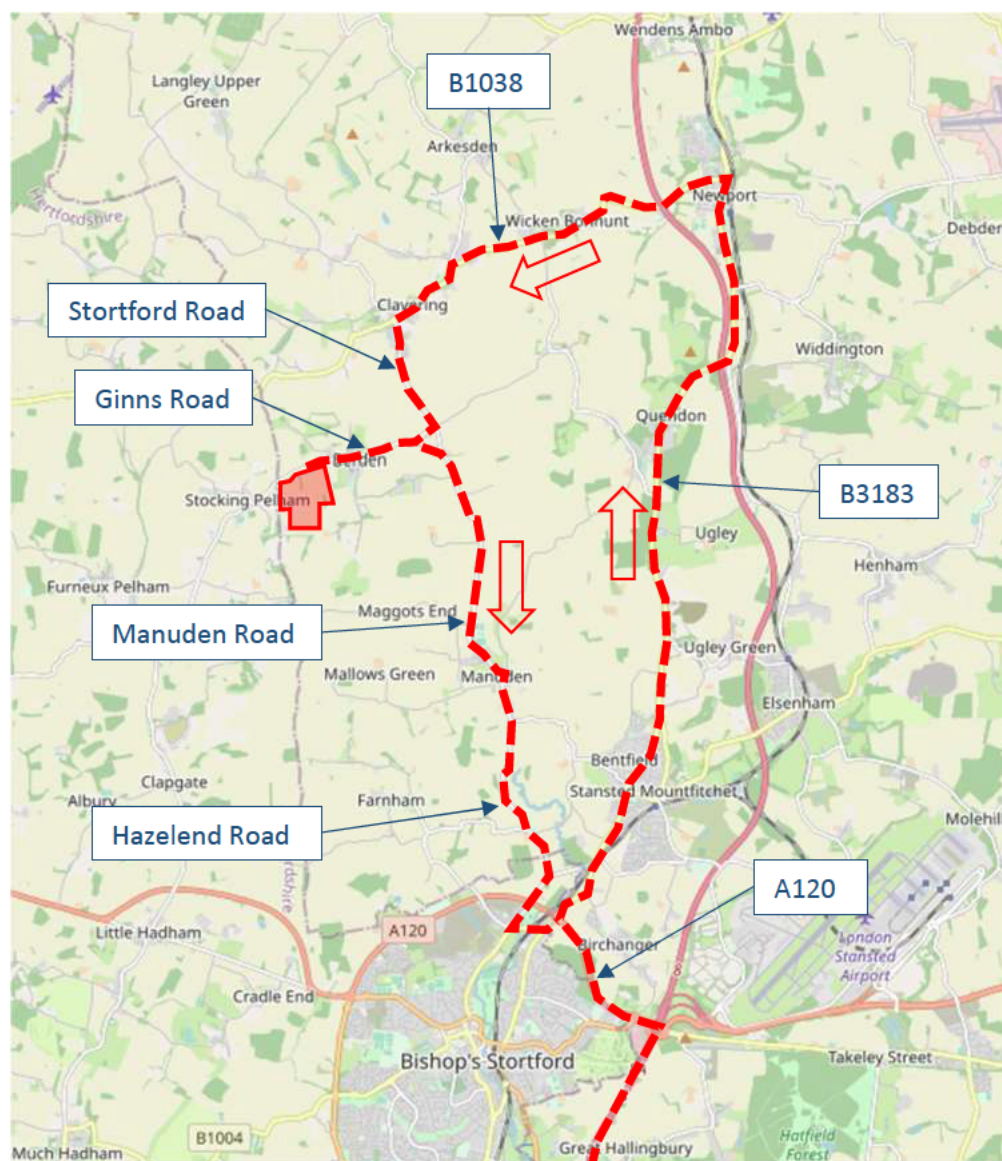 Wendens Ambo
B1038
Langley Upper
Green
Arkesden
Hertfordshire
Newport
Wicken Bonhunt
Debden
Stortford Road
Clavering
Widdington
Ginns Road
Quendon
Berden
B3183
Stocking Pelham
Ugley
Henham
Furneux Pelham
Maggots End
Manuden Road
Ugley Green
Mallows Green
Manuden
Elsenham
Bentfield
Clapgate
Stansted Mountfitchet
Albury
Farnham
Molehill
Hazelend Road
rdshire
A120
A120
Little Hadham
Birchanger
London
Stansted
Airport
8
Cradle End
Bishop's Stortford
Takeley Street
B1004
Much Hadham
Great Hallingbury
Hatfield
Forest